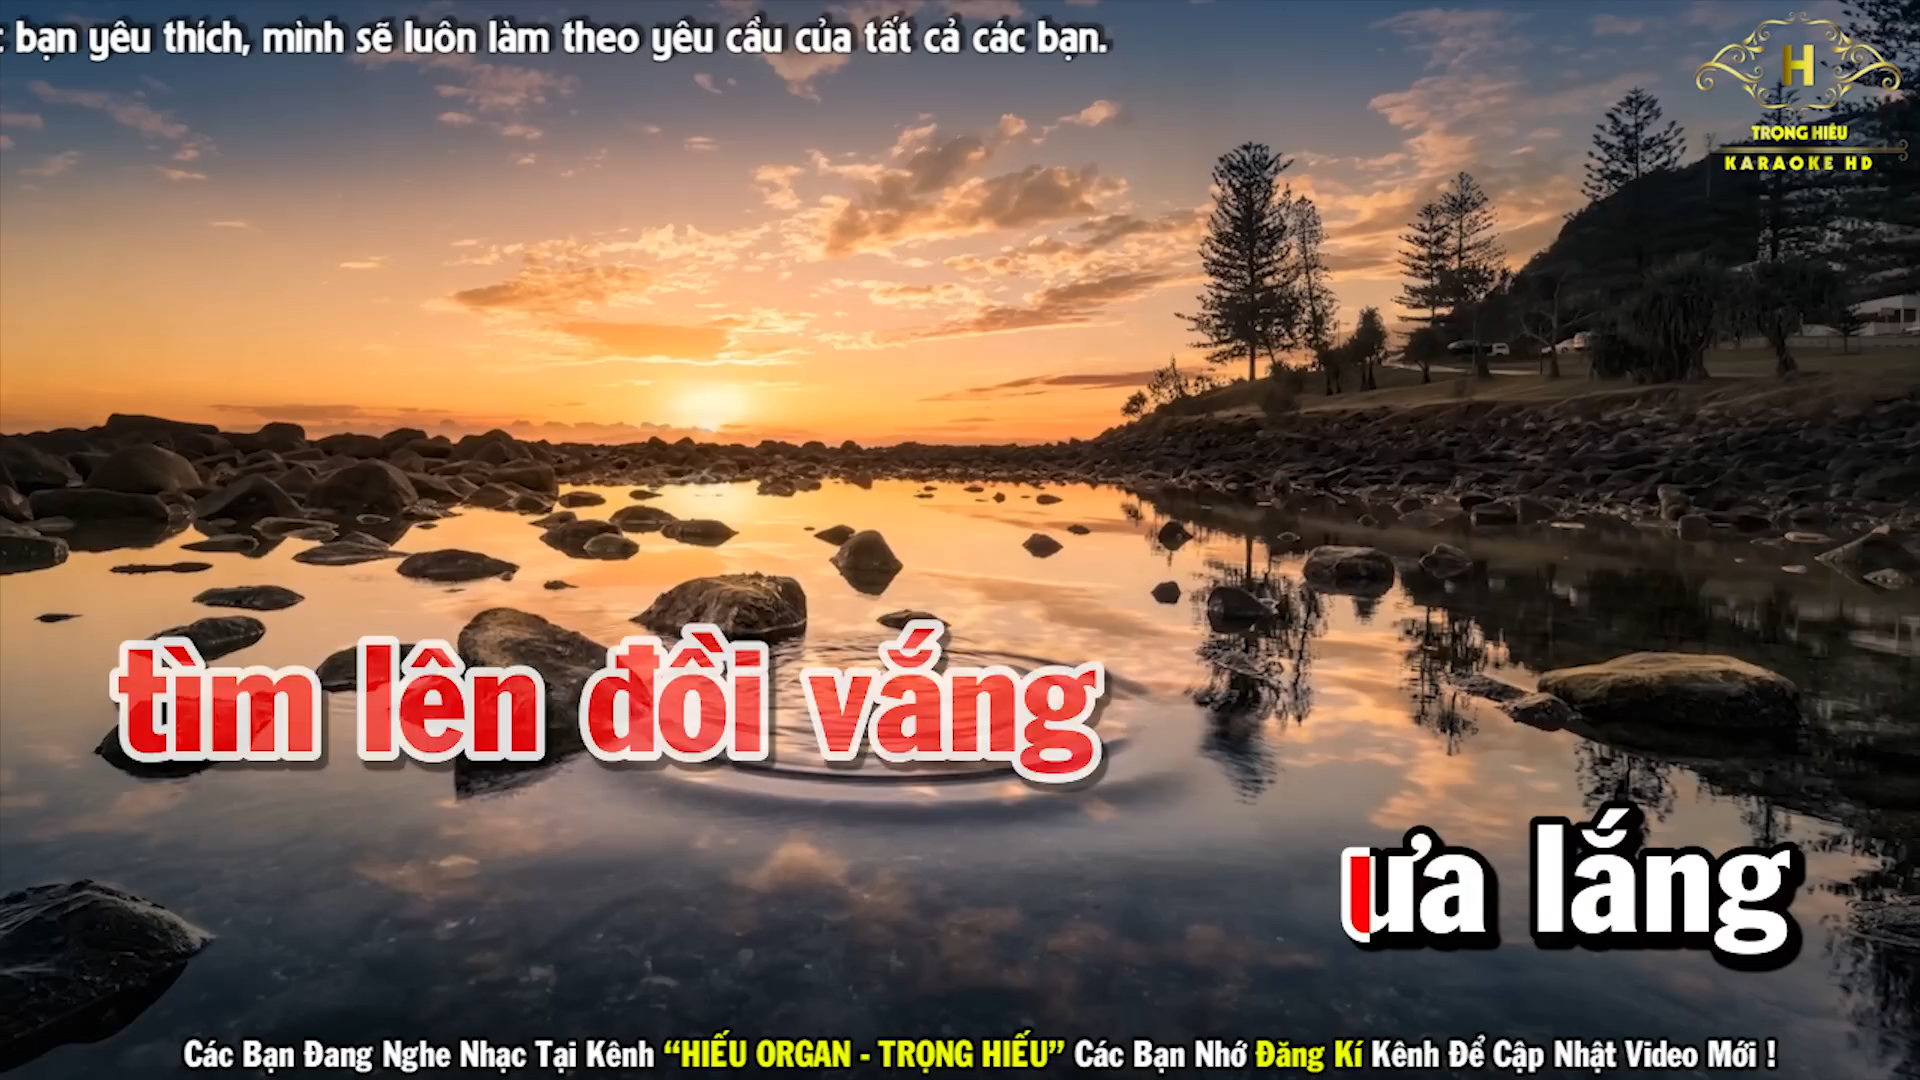 bạn yêu thích, mình sẽ luôn làm theo yêu cầu của tất cả các bạn.
H
TRỌNG HIẾU
KARAOKE HD
tìm lên đồi vắng
ưa lắng
Các Bạn Đang Nghe Nhạc Tại Kênh “HIẾU ORGAN - TRỌNG HIẾU” Các Bạn Nhớ Đăng Kí Kênh Để Cập Nhật Video Mới !